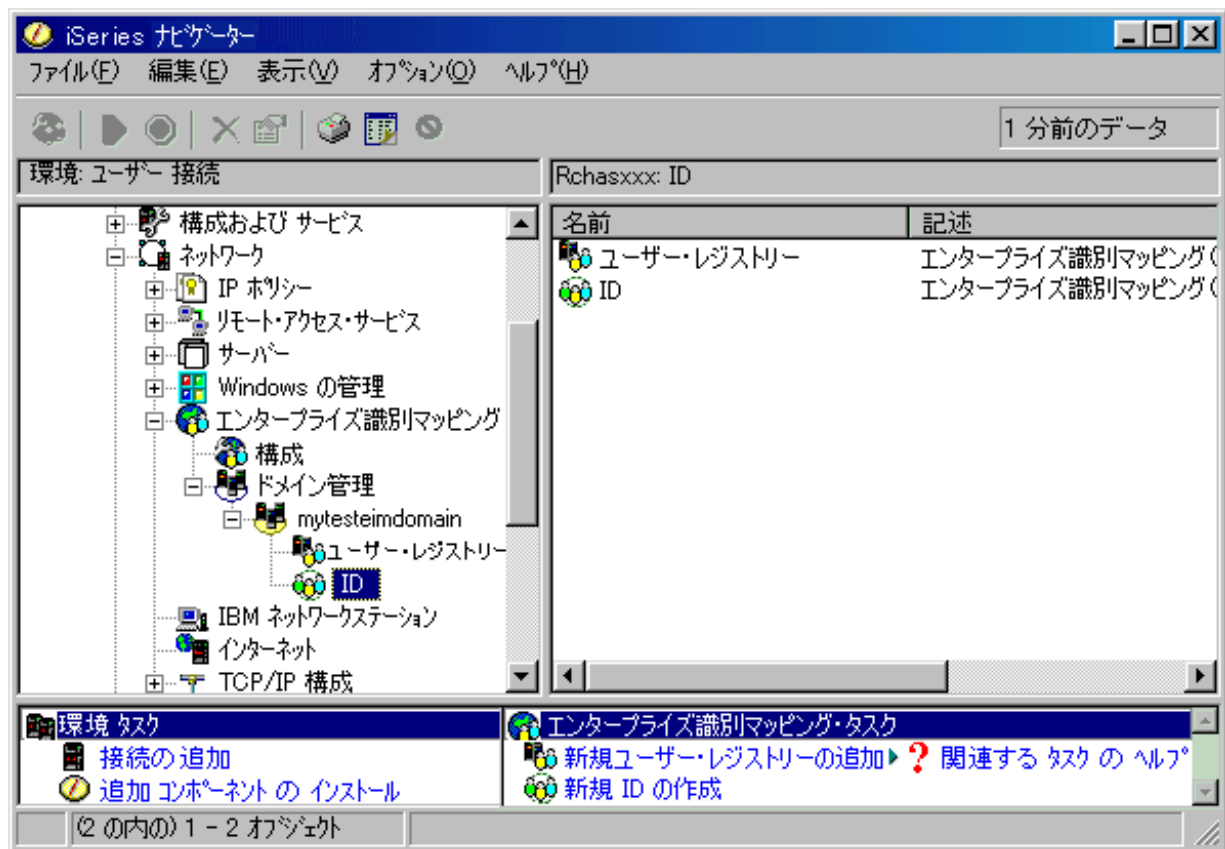 iSeries ナビゲーター
ファイル(F) 編集(E) 表示(V) オプション(O) ヘルプ(H)
1 分前のデータ
環境: ユーザー 接続
Rchasxxx: ID
構成および サービス
ネットワーク
IP ポリシー
リモート・アクセス・サービス
サーバー
Windows の管理
エンタープライズ識別マッピング
構成
ドメイン管理
mytesteimdomain
ユーザー・レジストリー
ID
IBM ネットワークステーション
インターネット
TCP/IP 構成
名前 記述
ユーザー・レジストリー エンタープライズ識別マッピング (
ID エンタープライズ識別マッピング (
環境 タスク
接続の追加
追加 コンポーネント の インストール
エンタープライズ識別マッピング・タスク
新規ユーザー・レジストリーの追加
新規 ID の作成
? 関連する タスク の ヘルプ
(2 の内の) 1 - 2 オブジェクト